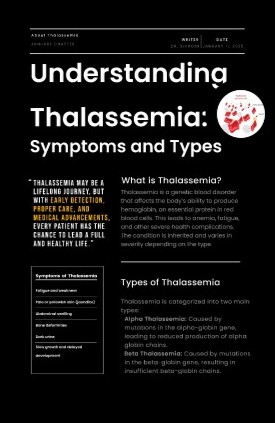 About Thalassemia
WRITER
DATE
JANUARY 11, 2025
Understanding
Thalassemia:
Symptoms and Types
"THALASSEMIA MAY BE A
LIFELONG JOURNEY, BUT
WITH EARLY DETECTION,
PROPER CARE, AND
MEDICAL ADVANCEMENTS,
EVERY PATIENT HAS THE
CHANCE TO LEAD A FULL
AND HEALTHY LIFE."
What is Thalassemia?
Thalassemia is a genetic blood disorder
that affects the body's ability to produce
hemoglobin, an essential protein in red
blood cells. This leads to anemia, fatigue,
and other severe health complications.
The condition is inherited and varies in
severity depending on the type.
Symptoms of Thalassemia
Fatigue and weakness
Pale or yellowish skin (jaundice)
Abdominal swelling
Bone deformities
Dark urine
Slow growth and delayed
development
Types of Thalassemia
Thalassemia is categorized into two main
types:
Alpha Thalassemia: Caused by
mutations in the alpha-globin gene,
leading to reduced production of alpha
globin chains.
Beta Thalassemia: Caused by mutations
in the beta-globin gene, resulting in
insufficient beta-globin chains.